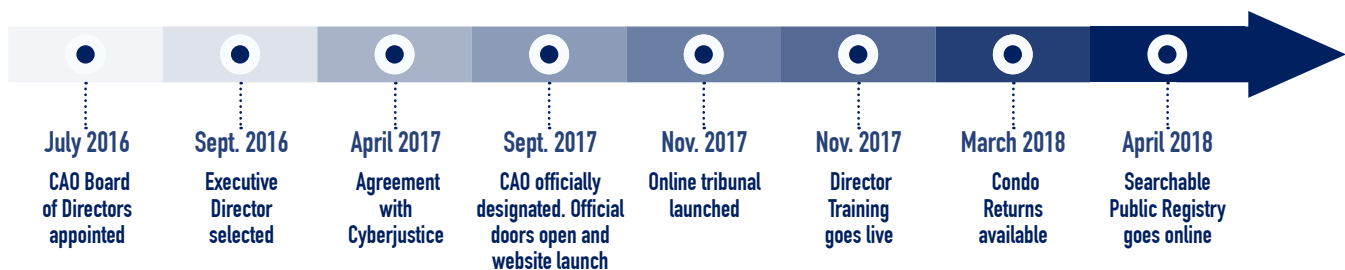 July 2016
CAO Board
of Directors
appointed
Sept. 2016
Executive
Director
selected
April 2017
Agreement
with
Cyberjustice
Sept. 2017
CAO officially
designated. Official
doors open and
website launch
Nov. 2017
Online tribunal
launched
Nov. 2017
Director
Training
goes live
March 2018
Condo
Returns
available
April 2018
Searchable
Public Registry
goes online